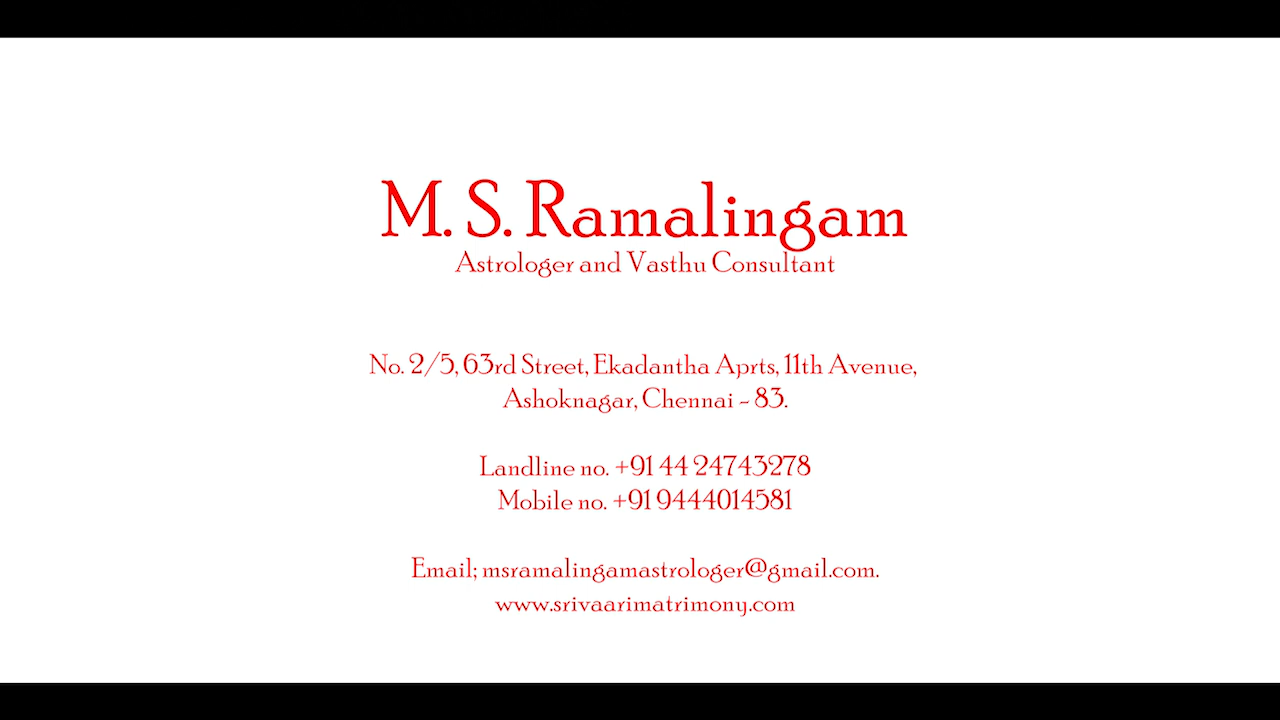 M. S. Ramalingam
Astrologer and Vasthu Consultant
No. 2/5, 63rd Street, Ekadantha Aprts, 11th Avenue,
Ashoknagar, Chennai - 83.
Landline no. +91 44 24743278
Mobile no. +91 9444014581
Email; msramalingamastrologer@gmail.com.
www.srivaarimatrimony.com